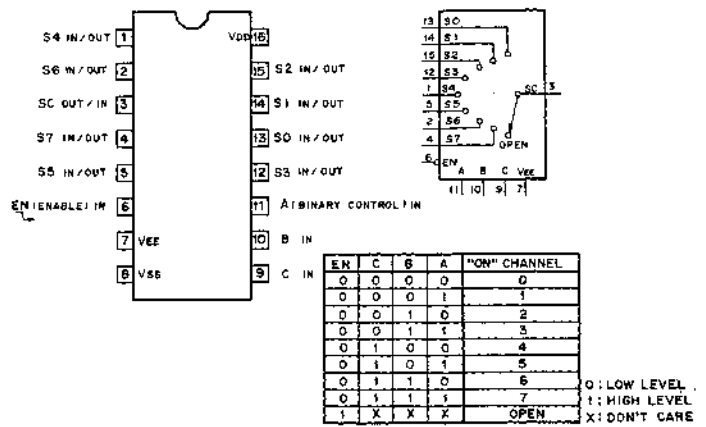 S4 IN/OUT 1
S6 IN/OUT 2
SC OUT/IN 3
S7 IN/OUT 4
S5 IN/OUT 5
EN(ENABLE) IN 6
7 VEE
8 VSS
VDD 16
15 S2 IN/OUT
14 S1 IN/OUT
13 S0 IN/OUT
12 S3 IN/OUT
11 A(BINARY CONTROL) IN
10 B IN
9 C IN
13 S0
14 S1
15 S2
12 S3
1 S4
5 S5
2 S6
4 S7
SC 3
OPEN
6 EN
A B C VEE
11 10 9 7
EN C B A "ON" CHANNEL
0 0 0 0 0
0 0 0 1 1
0 0 1 0 2
0 0 1 1 3
0 1 0 0 4
0 1 0 1 5
0 1 1 0 6
0 1 1 1 7
1 X X X OPEN
0 : LOW LEVEL
1 : HIGH LEVEL
X : DON'T CARE